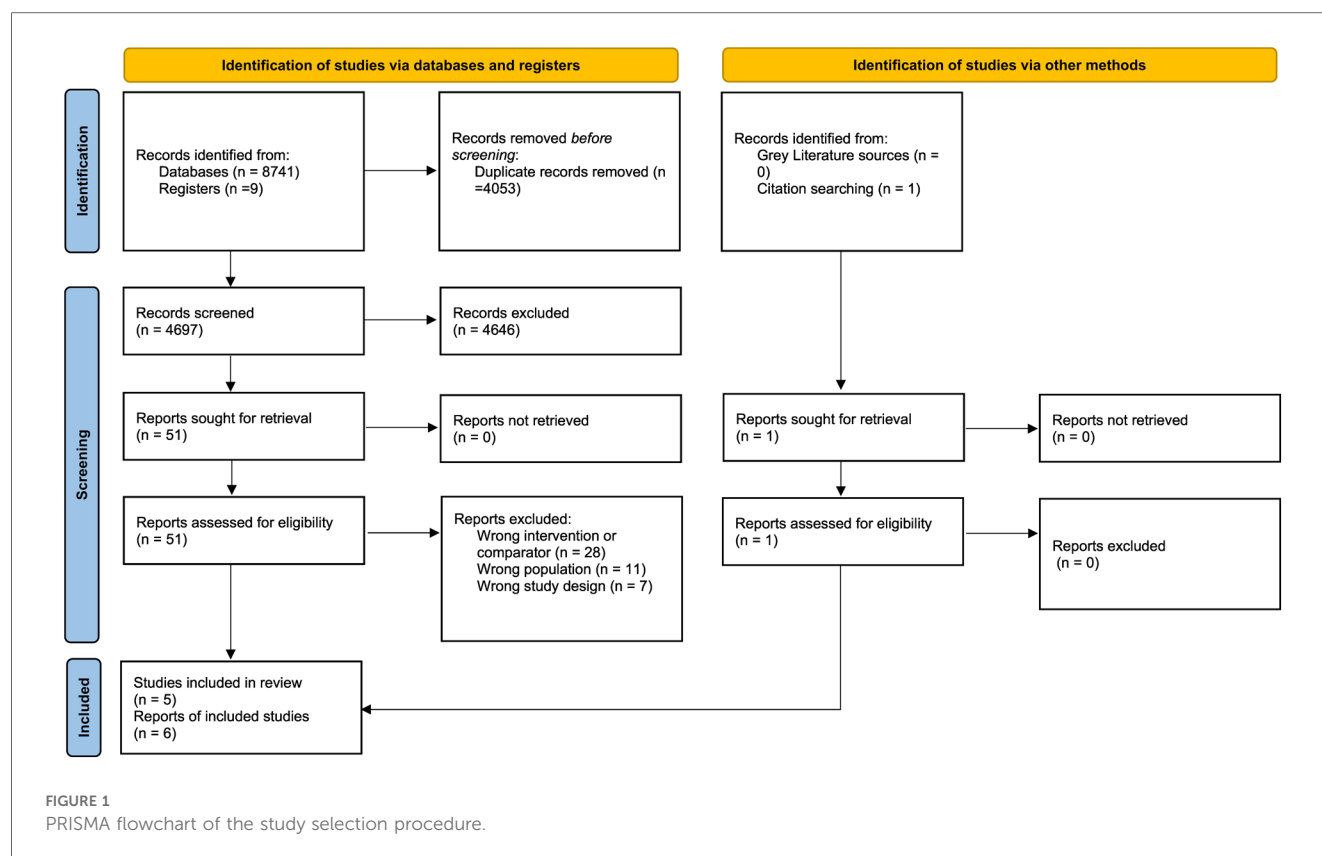 Identification of studies via databases and registers
Identification of studies via other methods
Identification
Records identified from:
Databases (n = 8741)
Registers (n =9)
Records removed before
screening:
Duplicate records removed (n
=4053)
Records identified from:
Grey Literature sources (n =
0)
Citation searching (n = 1)
Screening
Records screened
(n = 4697)
Records excluded
(n = 4646)
Reports sought for retrieval
(n = 51)
Reports not retrieved
(n = 0)
Reports sought for retrieval
(n = 1)
Reports not retrieved
(n = 0)
Reports assessed for eligibility
(n = 51)
Reports excluded:
Wrong intervention or
comparator (n = 28)
Wrong population (n = 11)
Wrong study design (n = 7)
Reports assessed for eligibility
(n = 1)
Reports excluded
(n = 0)
Included
Studies included in review
(n = 5)
Reports of included studies
(n = 6)
FIGURE 1
PRISMA flowchart of the study selection procedure.